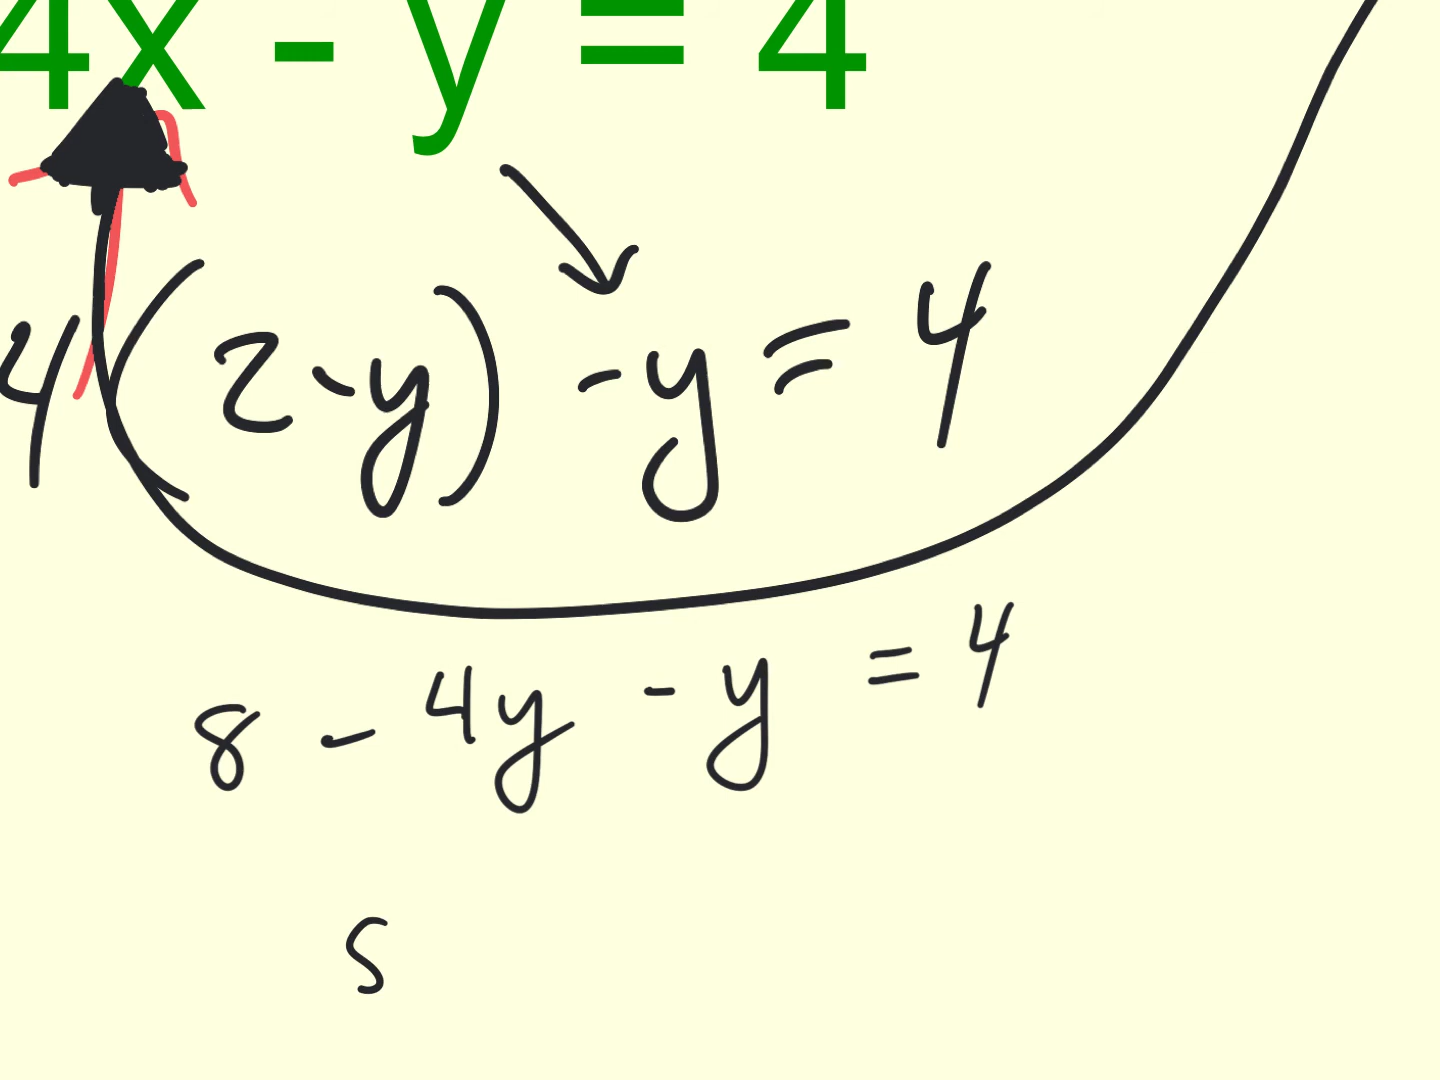 4x - y = 4
4(2-y) - y = 4
8 - 4y - y = 4
5